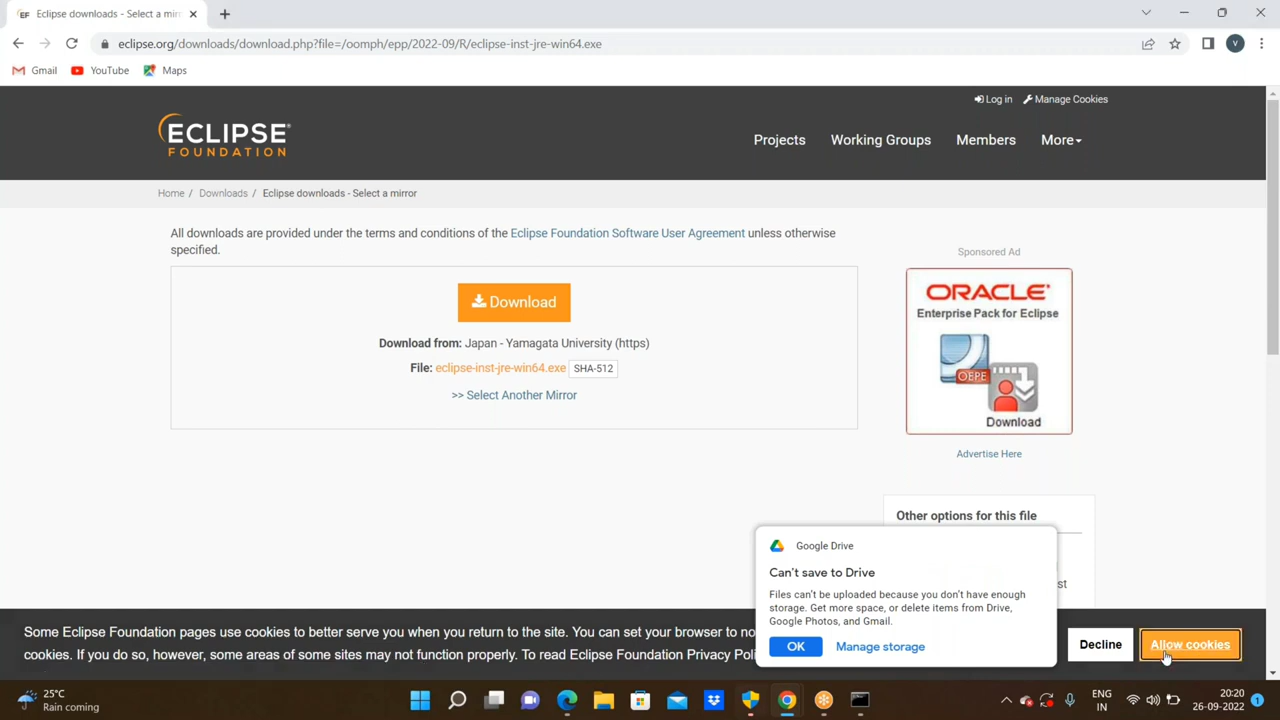 Eclipse downloads - Select a mirr
eclipse.org/downloads/download.php?file=/oomph/epp/2022-09/R/eclipse-inst-jre-win64.exe
V
Gmail YouTube Maps
Log in Manage Cookies
ECLIPSE
FOUNDATION
Projects Working Groups Members More
Home / Downloads / Eclipse downloads - Select a mirror
All downloads are provided under the terms and conditions of the Eclipse Foundation Software User Agreement unless otherwise
specified.
Download
Download from: Japan - Yamagata University (https)
File: eclipse-inst-jre-win64.exe SHA-512
>> Select Another Mirror
Sponsored Ad
ORACLE
Enterprise Pack for Eclipse
OEPE
Download
Advertise Here
Other options for this file
st
Google Drive
Can't save to Drive
Files can't be uploaded because you don't have enough
storage. Get more space, or delete items from Drive,
Google Photos, and Gmail.
OK Manage storage
Some Eclipse Foundation pages use cookies to better serve you when you return to the site. You can set your browser to no
cookies. If you do so, however, some areas of some sites may not function properly. To read Eclipse Foundation Privacy Poli
Decline Allow cookies
25°C
Rain coming
ENG
IN
20:20
26-09-2022
1